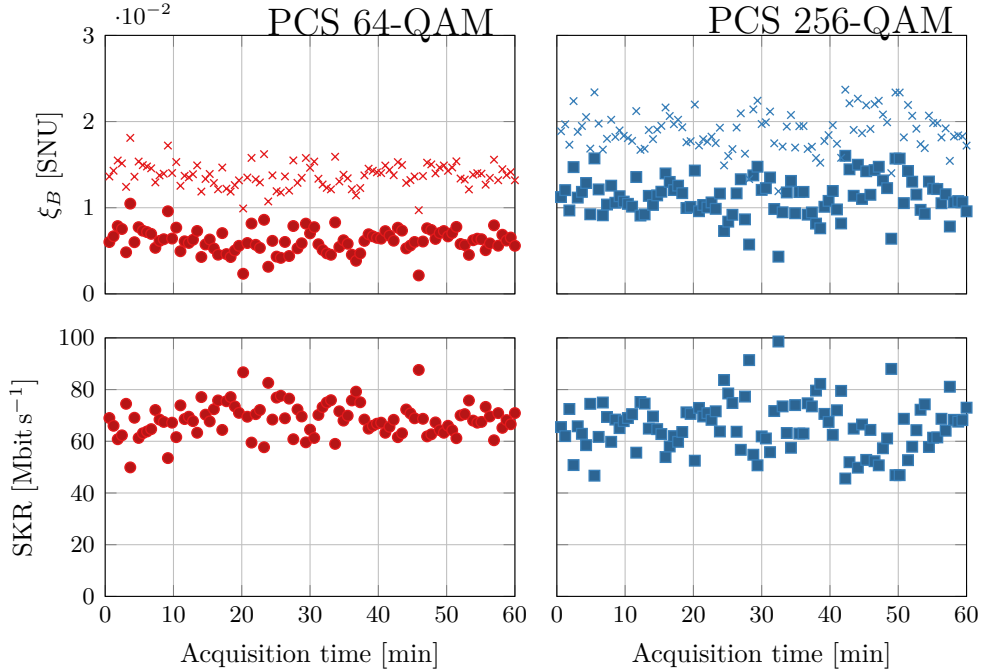 ·10⁻²
PCS 64-QAM
PCS 256-QAM
3
2
1
0
ξ_B [SNU]
100
80
60
40
20
0
SKR [Mbit s⁻¹]
0 10 20 30 40 50 60
0 10 20 30 40 50 60
Acquisition time [min]
Acquisition time [min]